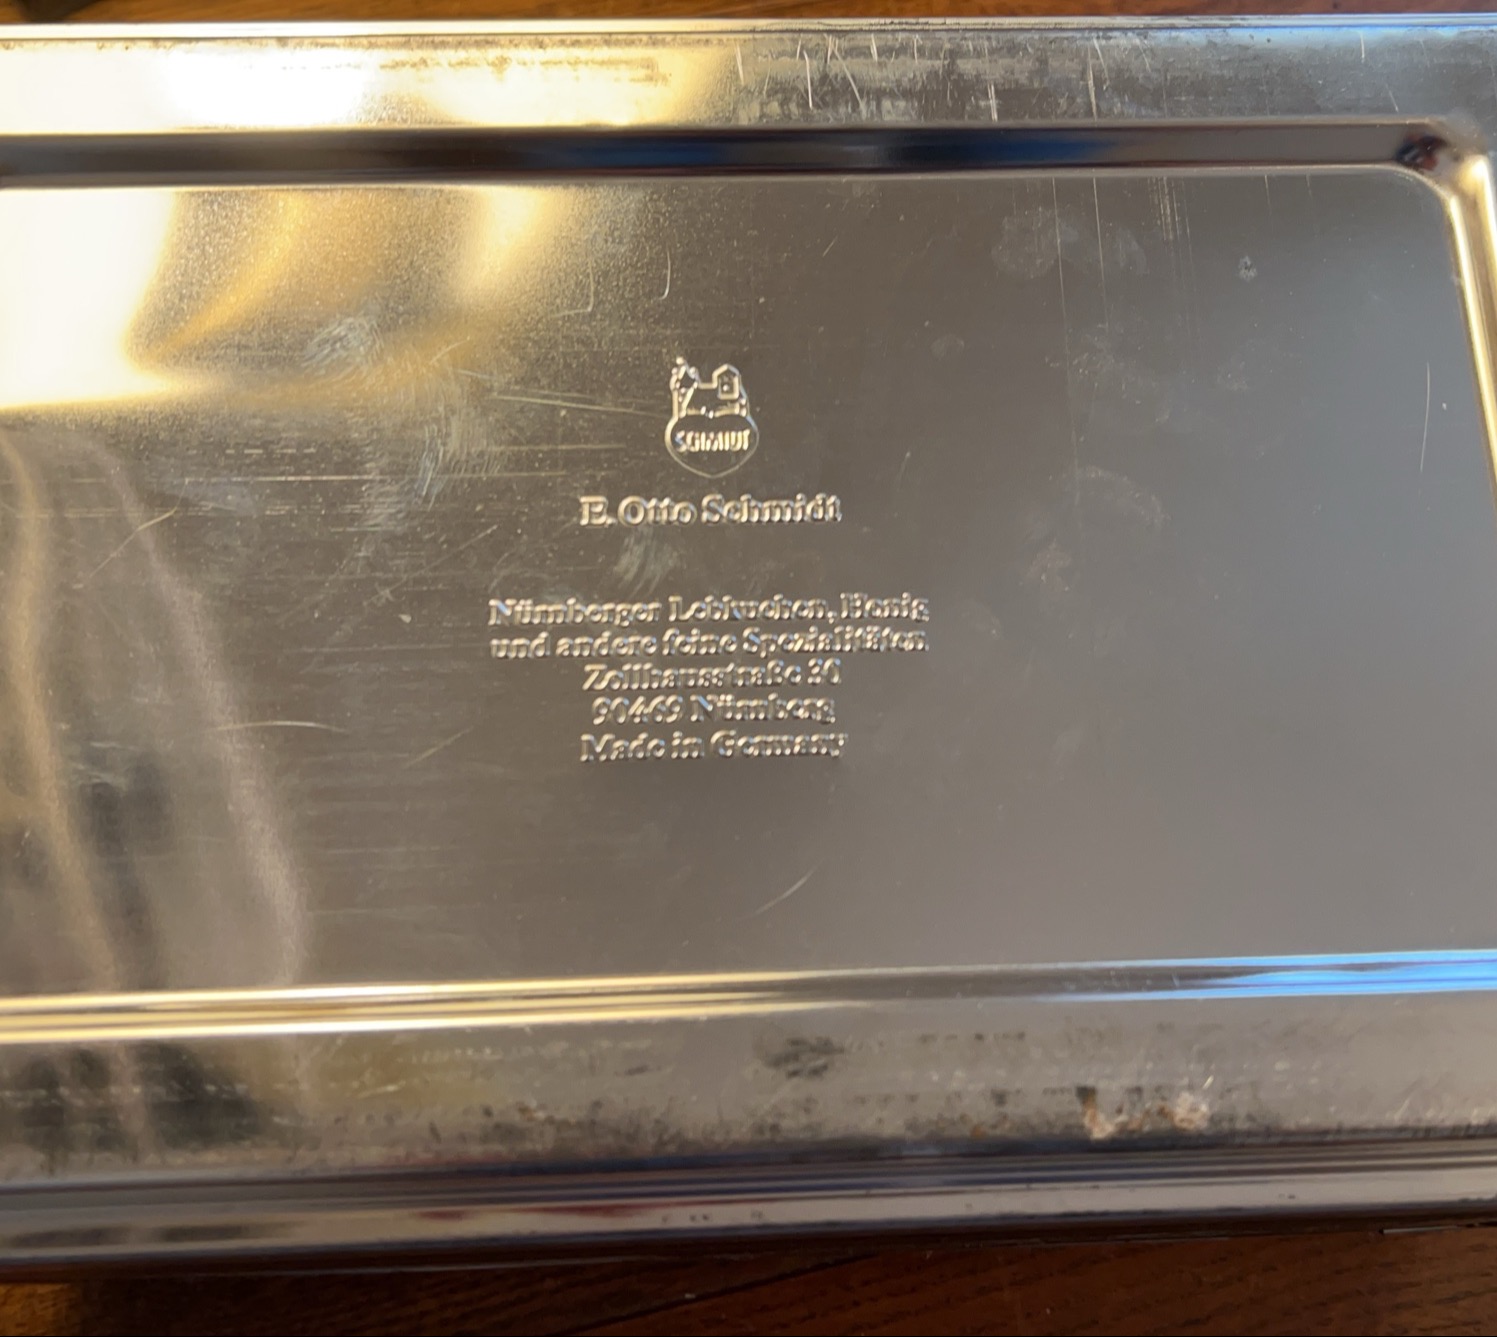 SCHMIDT
E. Otto Schmidt
Nürnberger Lebkuchen, Honig
und andere feine Spezialitäten
Zollhausstraße 30
90469 Nürnberg
Made in Germany